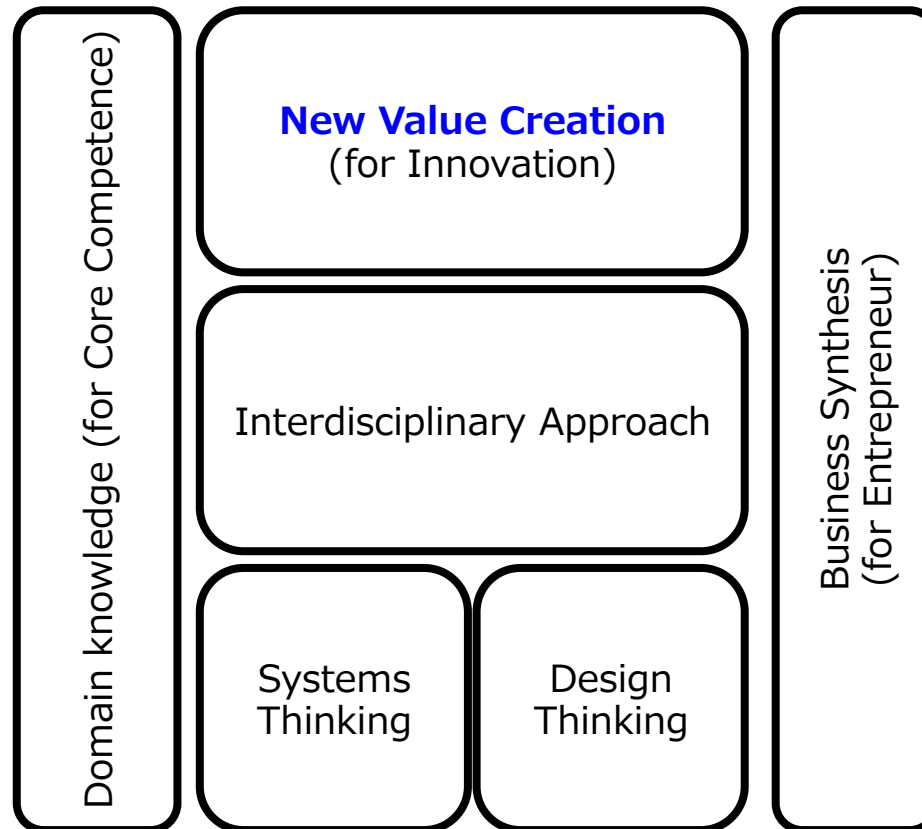 Domain knowledge (for Core Competence)
New Value Creation
(for Innovation)
Interdisciplinary Approach
Systems
Thinking
Design
Thinking
Business Synthesis
(for Entrepreneur)